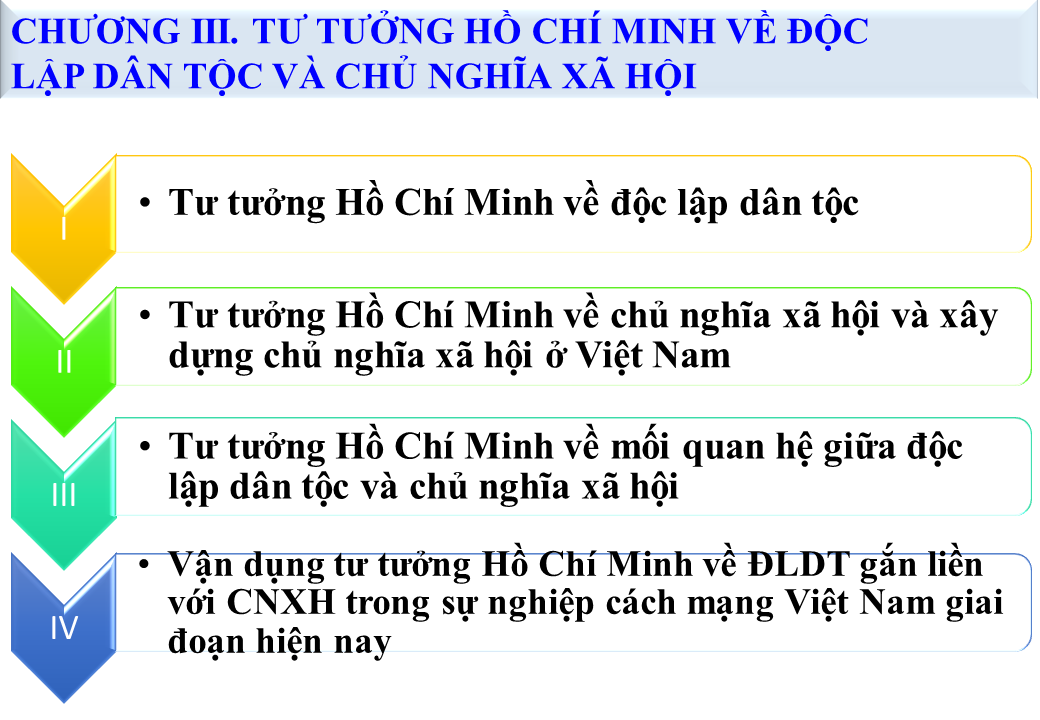 CHƯƠNG III. TƯ TƯỞNG HỒ CHÍ MINH VỀ ĐỘC
LẬP DÂN TỘC VÀ CHỦ NGHĨA XÃ HỘI
I
• Tư tưởng Hồ Chí Minh về độc lập dân tộc
II
• Tư tưởng Hồ Chí Minh về chủ nghĩa xã hội và xây
dựng chủ nghĩa xã hội ở Việt Nam
III
• Tư tưởng Hồ Chí Minh về mối quan hệ giữa độc
lập dân tộc và chủ nghĩa xã hội
IV
• Vận dụng tư tưởng Hồ Chí Minh về ĐLDT gắn liền
với CNXH trong sự nghiệp cách mạng Việt Nam giai
đoạn hiện nay